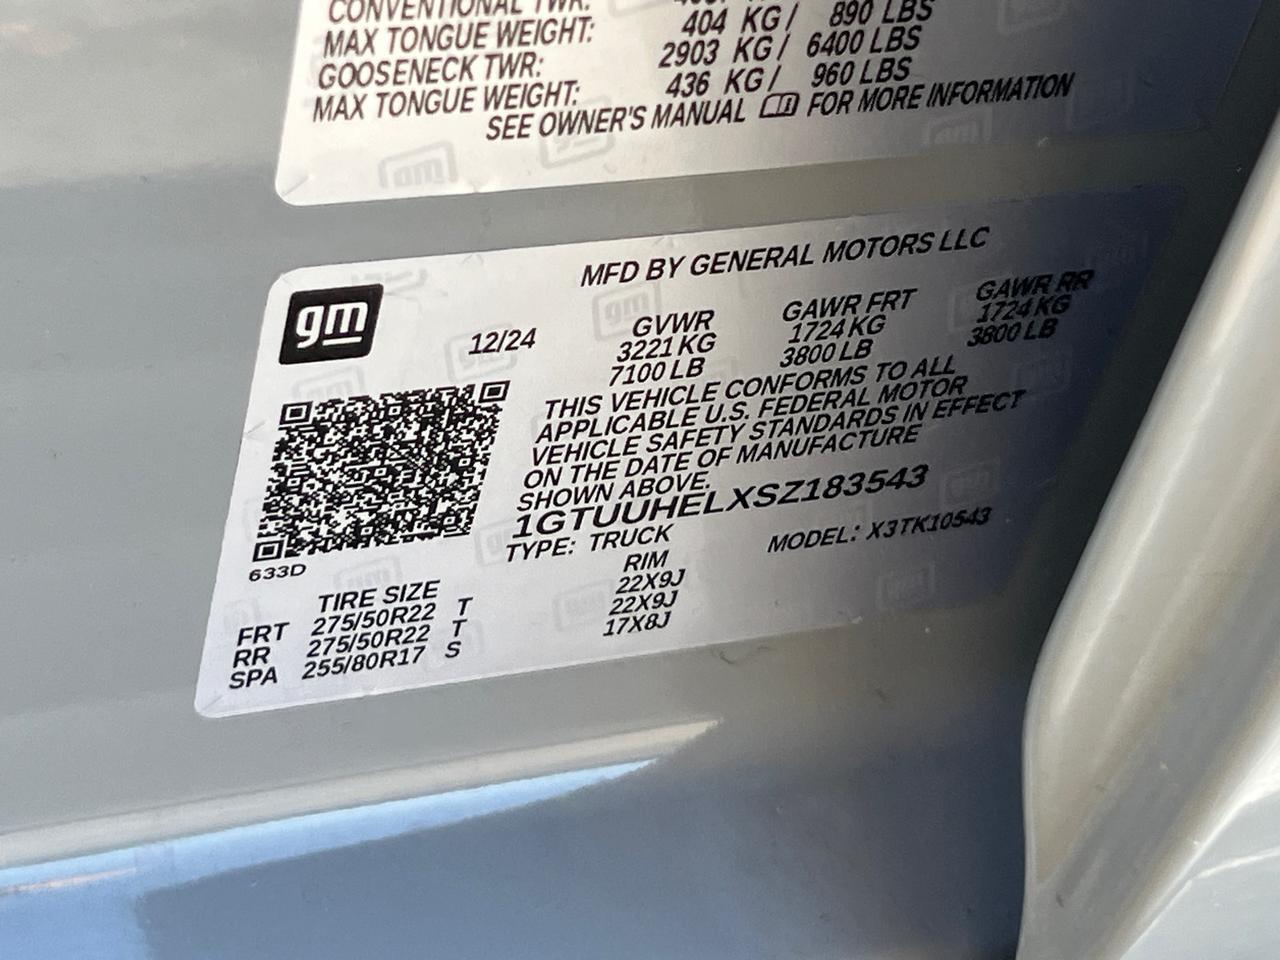 CONVENTIONAL TWR:
MAX TONGUE WEIGHT: 404 KG/ 890 LBS
GOOSENECK TWR: 2903 KG/ 6400 LBS
MAX TONGUE WEIGHT: 436 KG/ 960 LBS
SEE OWNER'S MANUAL FOR MORE INFORMATION
MFD BY GENERAL MOTORS LLC
gm
12/24
GVWR GAWR FRT GAWR RR
3221 KG 1724 KG 1724 KG
7100 LB 3800 LB 3800 LB
THIS VEHICLE CONFORMS TO ALL
APPLICABLE U.S. FEDERAL MOTOR
VEHICLE SAFETY STANDARDS IN EFFECT
ON THE DATE OF MANUFACTURE
SHOWN ABOVE.
1GTUUHELXSZ183543
TYPE: TRUCK MODEL: X3TK10543
633D
TIRE SIZE RIM
FRT 275/50R22 T 22X9J
RR 275/50R22 T 22X9J
SPA 255/80R17 S 17X8J